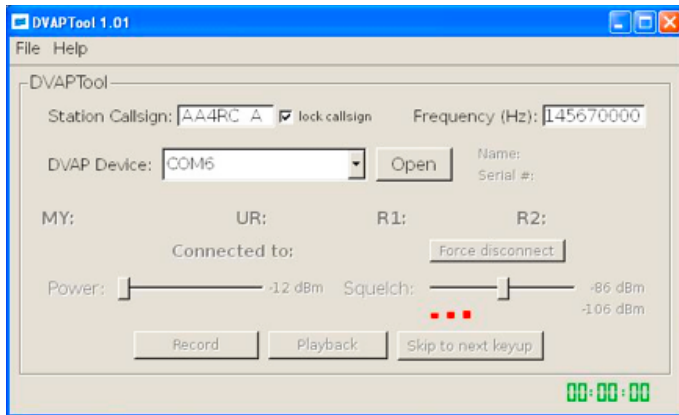 DVAPTool 1.01
File Help
DVAPTool
Station Callsign: AA4RC A lock callsign Frequency (Hz): 145670000
DVAP Device: COM6 Open Name:
Serial #:
MY: UR: R1: R2:
Connected to: Force disconnect
Power: -12 dBm Squelch: -86 dBm
-106 dBm
Record Playback Skip to next keyup
00:00:00